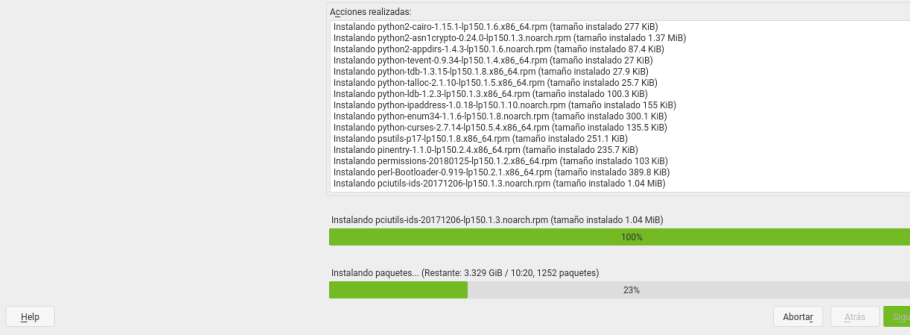 Acciones realizadas:
Instalando python2-cairo-1.15.1-lp150.1.6.x86_64.rpm (tamaño instalado 277 KiB)
Instalando python2-asn1crypto-0.24.0-lp150.1.3.noarch.rpm (tamaño instalado 1.37 MiB)
Instalando python2-appdirs-1.4.3-lp150.1.6.noarch.rpm (tamaño instalado 87.4 KiB)
Instalando python-tevent-0.9.34-lp150.1.4.x86_64.rpm (tamaño instalado 27 KiB)
Instalando python-tdb-1.3.15-lp150.1.8.x86_64.rpm (tamaño instalado 27.9 KiB)
Instalando python-talloc-2.1.10-lp150.1.5.x86_64.rpm (tamaño instalado 25.7 KiB)
Instalando python-ldb-1.2.3-lp150.1.3.x86_64.rpm (tamaño instalado 100.3 KiB)
Instalando python-ipaddress-1.0.18-lp150.1.10.noarch.rpm (tamaño instalado 155 KiB)
Instalando python-enum34-1.1.6-lp150.1.8.noarch.rpm (tamaño instalado 300.1 KiB)
Instalando python-curses-2.7.14-lp150.5.4.x86_64.rpm (tamaño instalado 135.5 KiB)
Instalando psutils-p17-lp150.1.8.x86_64.rpm (tamaño instalado 251.1 KiB)
Instalando pinentry-1.1.0-lp150.2.4.x86_64.rpm (tamaño instalado 235.7 KiB)
Instalando permissions-20180125-lp150.1.2.x86_64.rpm (tamaño instalado 103 KiB)
Instalando perl-Bootloader-0.919-lp150.2.1.x86_64.rpm (tamaño instalado 389.8 KiB)
Instalando pciutils-ids-20171206-lp150.1.3.noarch.rpm (tamaño instalado 1.04 MiB)
Instalando pciutils-ids-20171206-lp150.1.3.noarch.rpm (tamaño instalado 1.04 MiB)
100%
Instalando paquetes... (Restante: 3.329 GiB / 10:20, 1252 paquetes)
23%
Help
Abortar
Atrás
Sigu